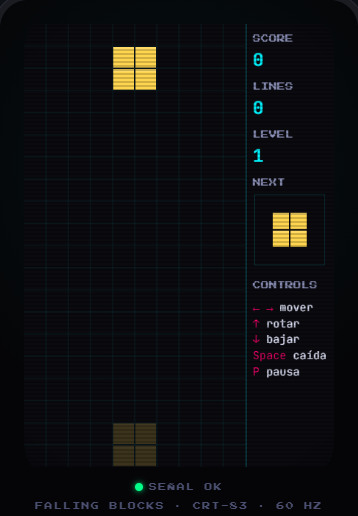 SCORE
0
LINES
0
LEVEL
1
NEXT
CONTROLS
← → mover
↑ rotar
↓ bajar
Space caída
P pausa
SEÑAL OK
FALLING BLOCKS · CRT-83 · 60 HZ